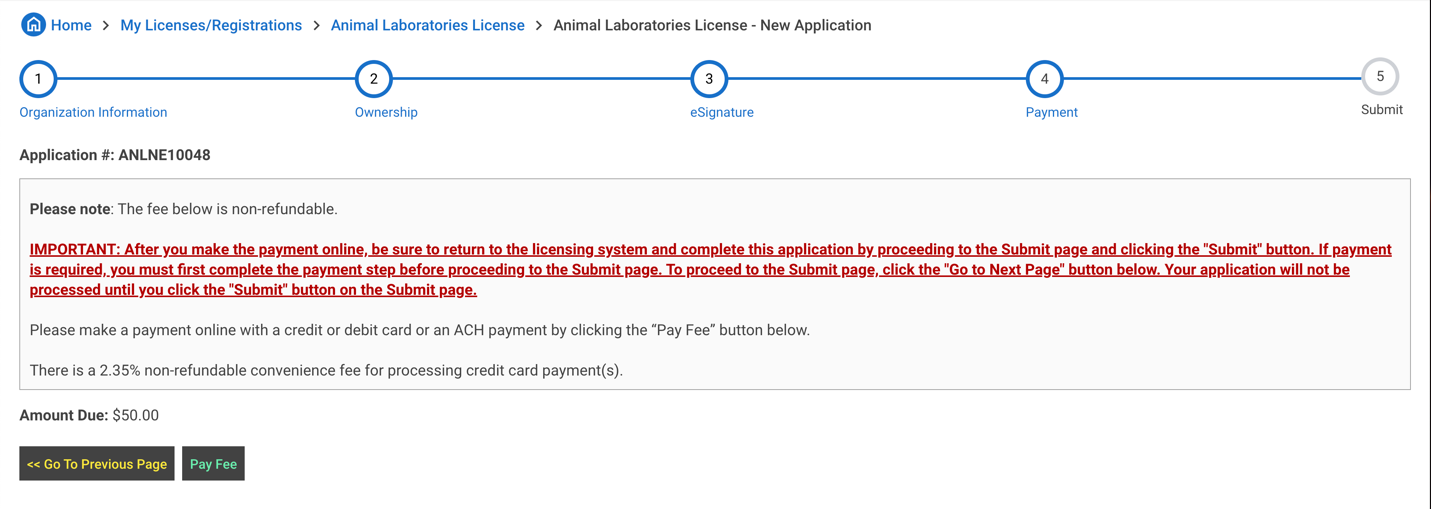 Home > My Licenses/Registrations > Animal Laboratories License > Animal Laboratories License - New Application
1 2 3 4 5
Organization Information Ownership eSignature Payment Submit
Application #: ANLNE10048
Please note: The fee below is non-refundable.
IMPORTANT: After you make the payment online, be sure to return to the licensing system and complete this application by proceeding to the Submit page and clicking the "Submit" button. If payment
is required, you must first complete the payment step before proceeding to the Submit page. To proceed to the Submit page, click the "Go to Next Page" button below. Your application will not be
processed until you click the "Submit" button on the Submit page.
Please make a payment online with a credit or debit card or an ACH payment by clicking the “Pay Fee” button below.
There is a 2.35% non-refundable convenience fee for processing credit card payment(s).
Amount Due: $50.00
<< Go To Previous Page Pay Fee